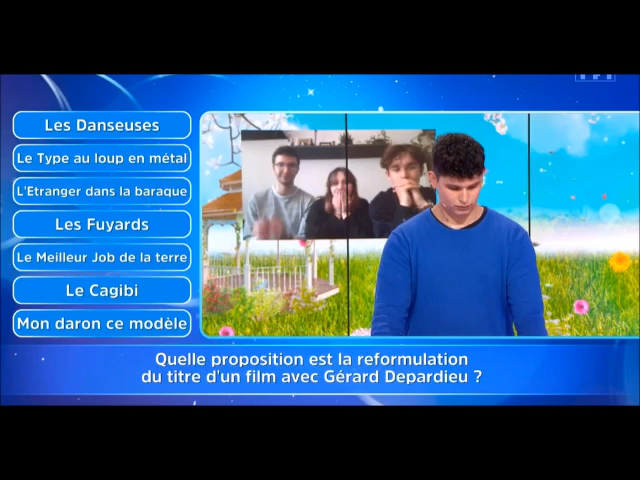 TF1
Les Danseuses
Le Type au loup en métal
L'Etranger dans la baraque
Les Fuyards
Le Meilleur Job de la terre
Le Cagibi
Mon daron ce modèle
Quelle proposition est la reformulation
du titre d'un film avec Gérard Depardieu ?